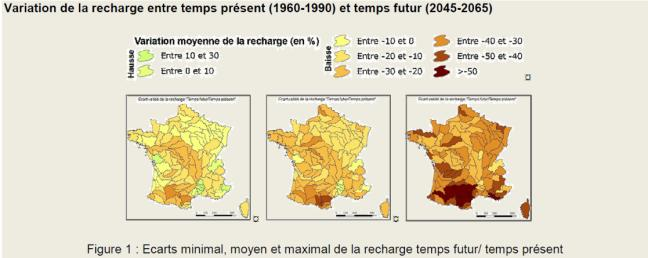 Variation de la recharge entre temps présent (1960-1990) et temps futur (2045-2065)
Variation moyenne de la recharge (en %)
Hausse
Entre 10 et 30
Entre 0 et 10
Baisse
Entre -10 et 0
Entre -20 et -10
Entre -30 et -20
Entre -40 et -30
Entre -50 et -40
>-50
Figure 1 : Ecarts minimal, moyen et maximal de la recharge temps futur/ temps présent